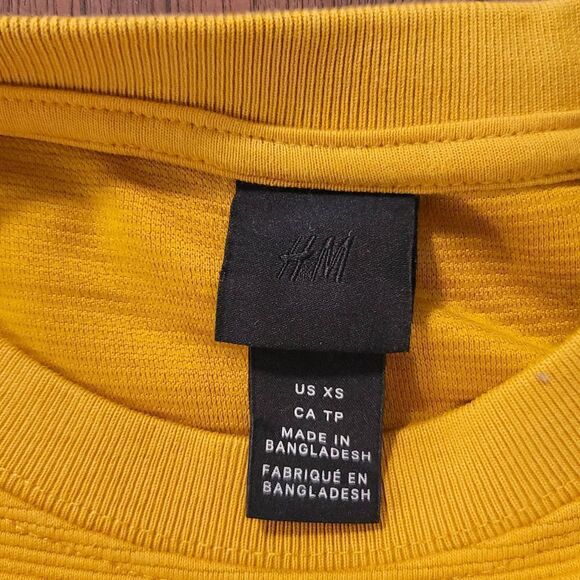 H&M
US XS
CA TP
MADE IN
BANGLADESH
FABRIQUÉ EN
BANGLADESH